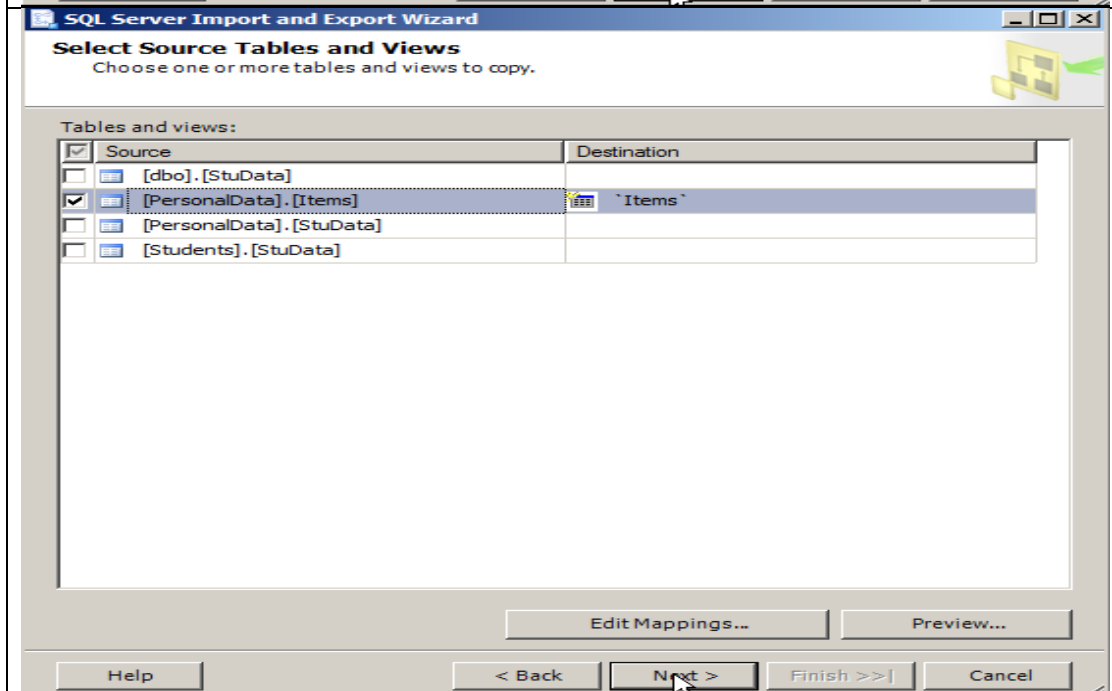 SQL Server Import and Export Wizard
Select Source Tables and Views
Choose one or more tables and views to copy.
Tables and views:
Source Destination
[dbo].[StuData]
[PersonalData].[Items] `Items`
[PersonalData].[StuData]
[Students].[StuData]
Edit Mappings... Preview...
Help < Back Next > Finish >>| Cancel